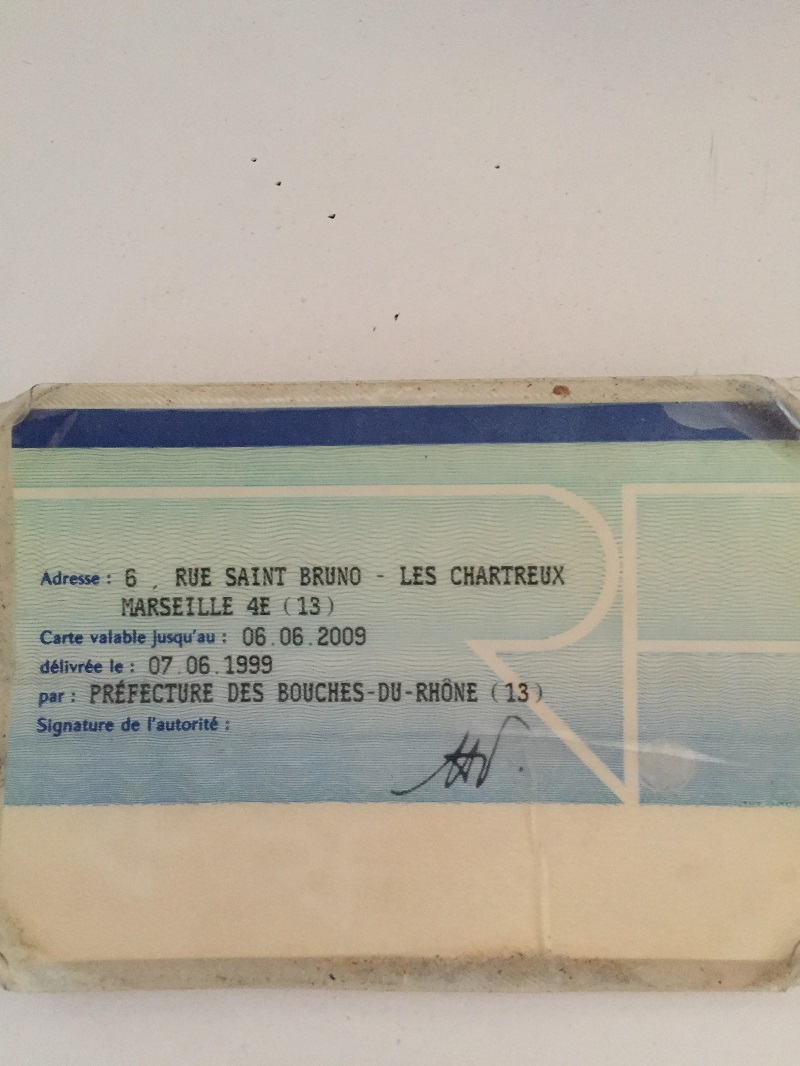 Adresse : 6 , RUE SAINT BRUNO - LES CHARTREUX
MARSEILLE 4E (13)
Carte valable jusqu'au : 06.06.2009
délivrée le : 07.06.1999
par : PRÉFECTURE DES BOUCHES-DU-RHÔNE (13)
Signature de l'autorité :
RF